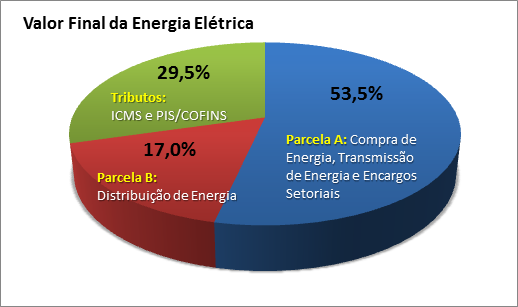 Valor Final da Energia Elétrica
29,5%
Tributos:
ICMS e PIS/COFINS
53,5%
Parcela A: Compra de
Energia, Transmissão
de Energia e Encargos
Setoriais
17,0%
Parcela B:
Distribuição de Energia